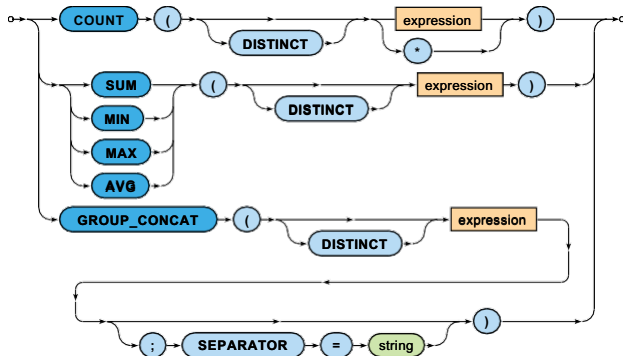 COUNT ( DISTINCT expression * )
SUM ( DISTINCT expression )
MIN
MAX
AVG
GROUP_CONCAT ( DISTINCT expression
; SEPARATOR = string )